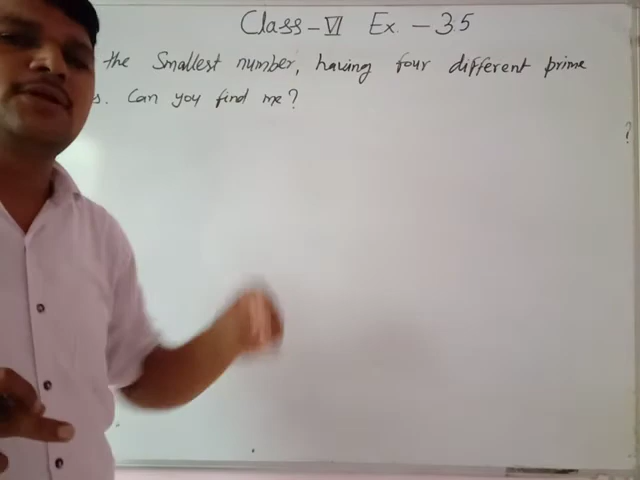 Class - VI Ex. - 3.5
the Smallest number, having four different prime
s. Can you find me?
?